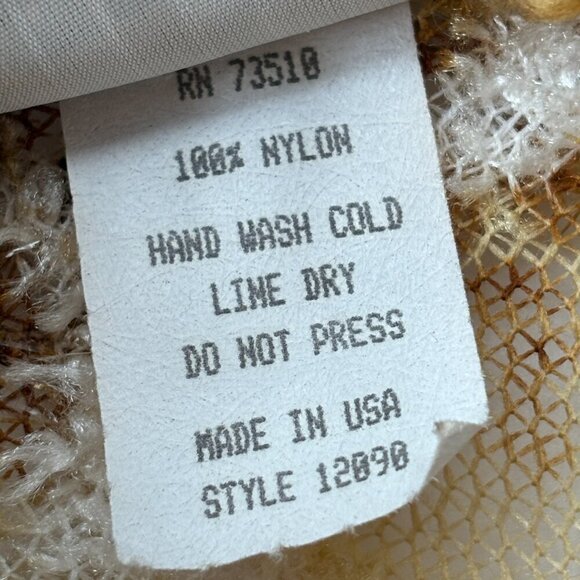 RN 73510
100% NYLON
HAND WASH COLD
LINE DRY
DO NOT PRESS
MADE IN USA
STYLE 12090